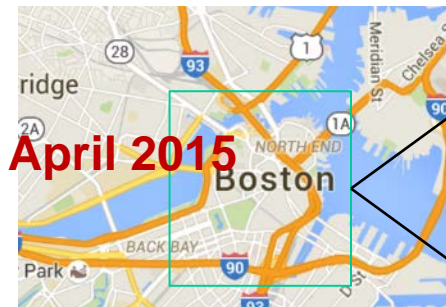 28
1
93
Meridian St
Chelsea S
ridge
90
2A
1A
April 2015
NORTH END
Boston
BACK BAY
Park
90
D St
93